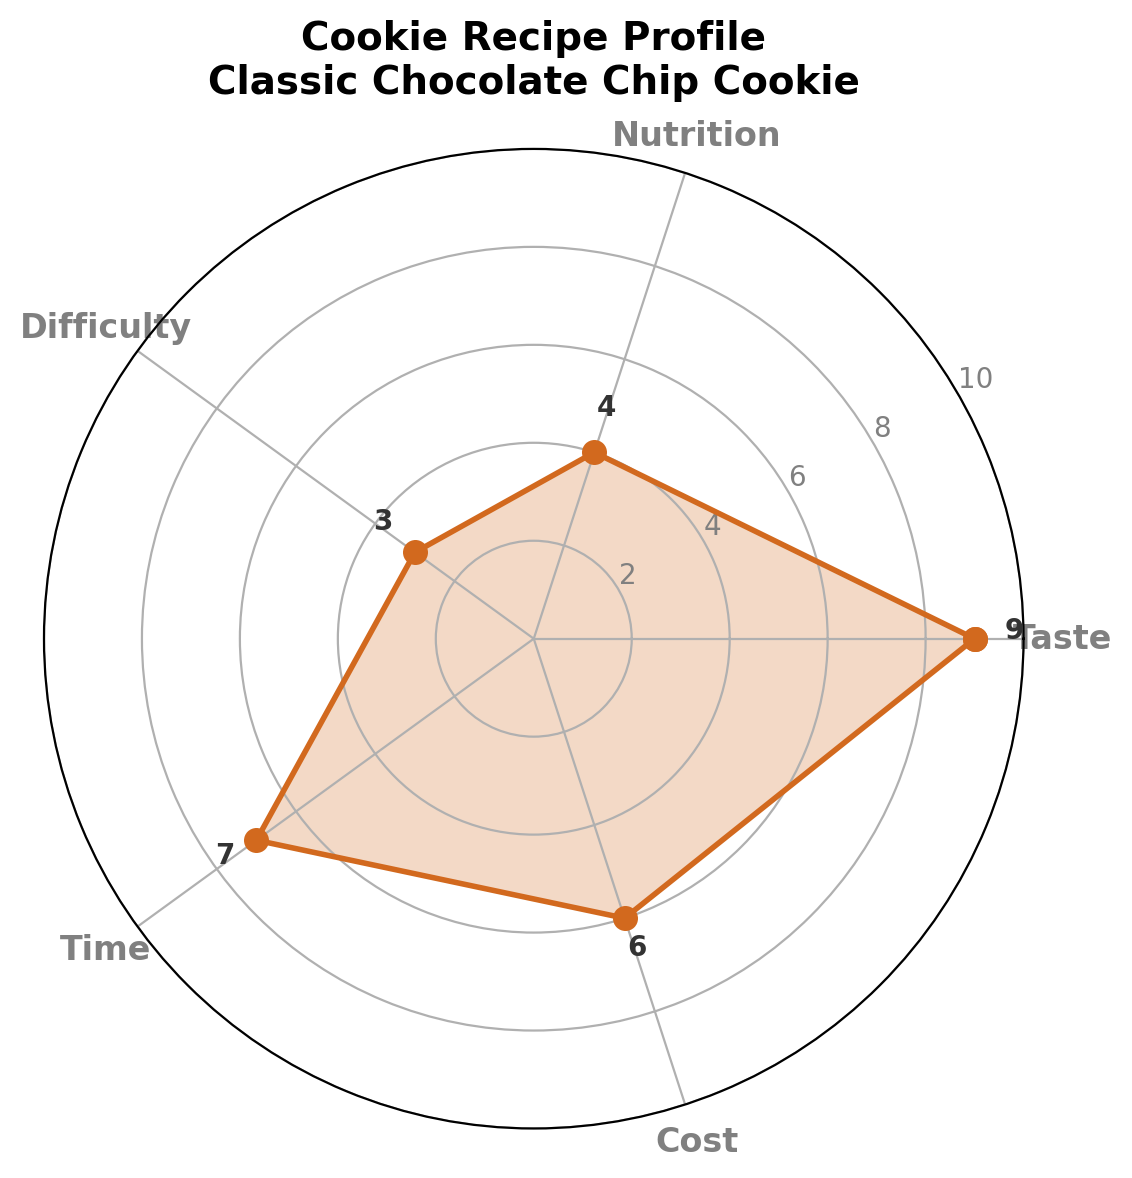 Cookie Recipe Profile
Classic Chocolate Chip Cookie
Nutrition
Difficulty
10
4
8
6
3
4
2
9
Taste
7
6
Time
Cost